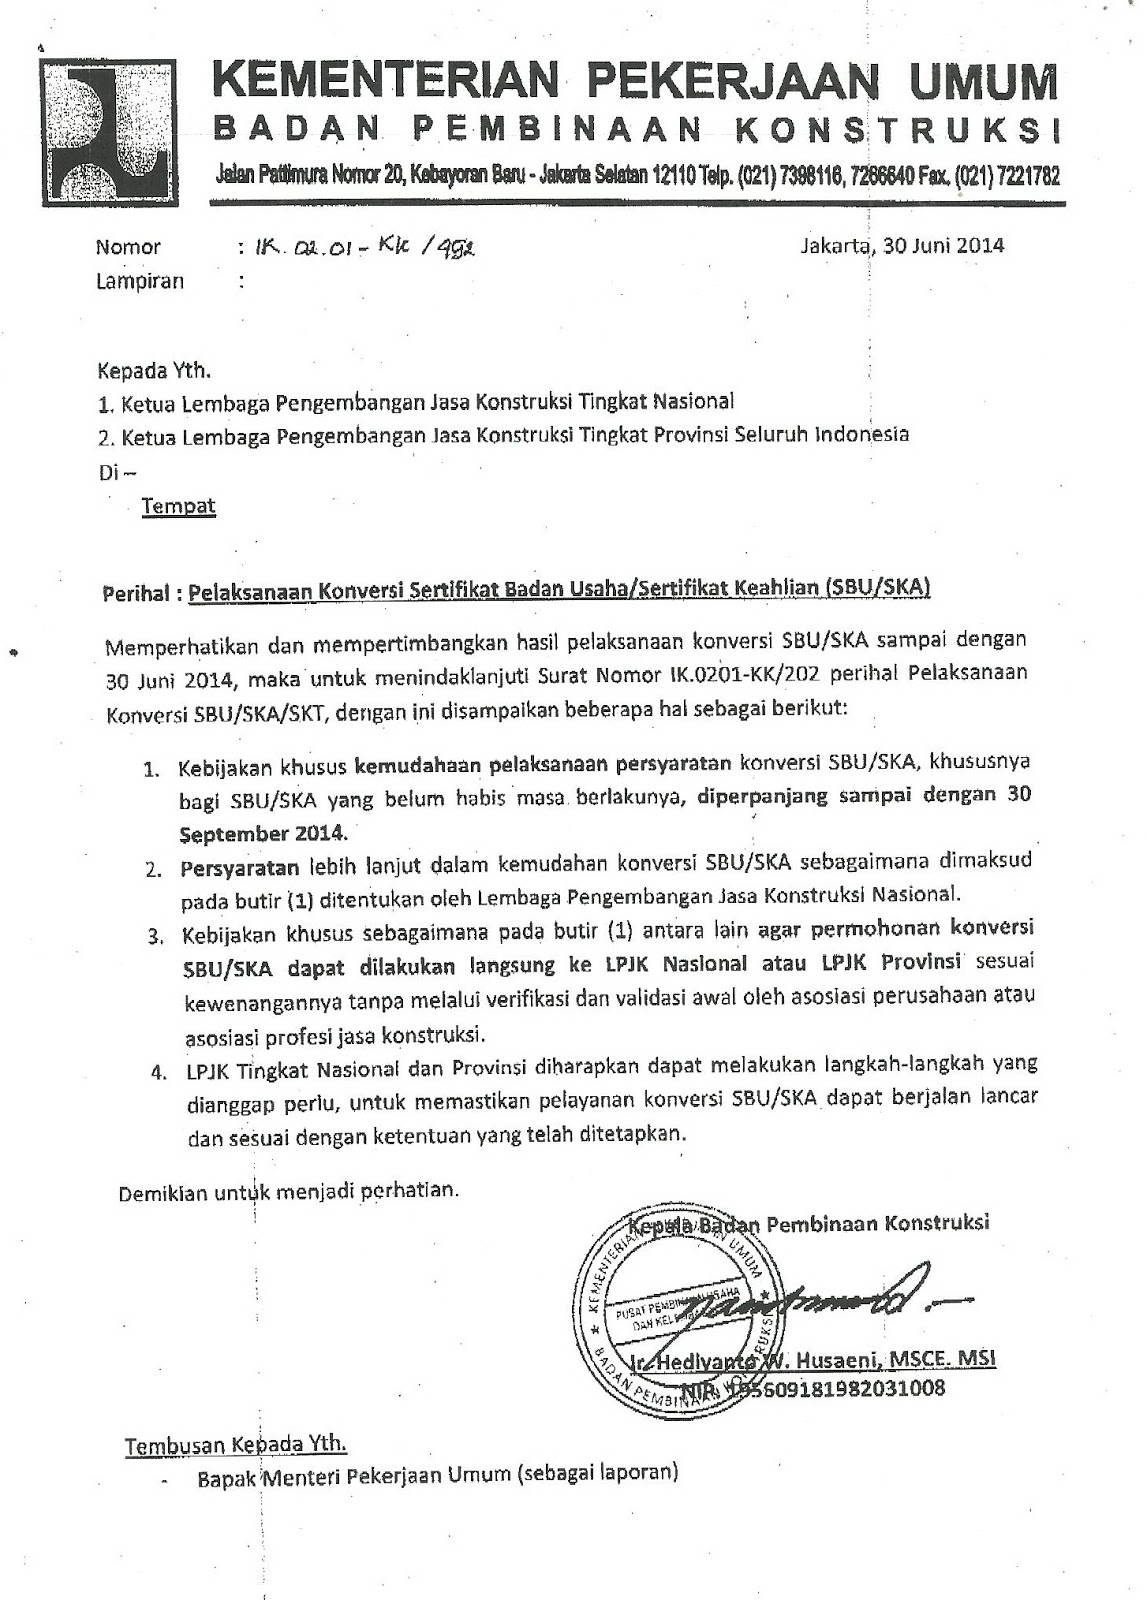 KEMENTERIAN PEKERJAAN UMUM
BADAN PEMBINAAN KONSTRUKSI
Jalan Pattimura Nomor 20, Kebayoran Baru - Jakarta Selatan 12110 Telp. (021) 7398116, 7266640 Fax. (021) 7221782
Nomor : IK. 02.01 - KK / 992 Jakarta, 30 Juni 2014
Lampiran :
Kepada Yth.
1. Ketua Lembaga Pengembangan Jasa Konstruksi Tingkat Nasional
2. Ketua Lembaga Pengembangan Jasa Konstruksi Tingkat Provinsi Seluruh Indonesia
Di –
Tempat
Perihal : Pelaksanaan Konversi Sertifikat Badan Usaha/Sertifikat Keahlian (SBU/SKA)
Memperhatikan dan mempertimbangkan hasil pelaksanaan konversi SBU/SKA sampai dengan
30 Juni 2014, maka untuk menindaklanjuti Surat Nomor IK.0201-KK/202 perihal Pelaksanaan
Konversi SBU/SKA/SKT, dengan ini disampaikan beberapa hal sebagai berikut:
1. Kebijakan khusus kemudahaan pelaksanaan persyaratan konversi SBU/SKA, khususnya
bagi SBU/SKA yang belum habis masa berlakunya, diperpanjang sampai dengan 30
September 2014.
2. Persyaratan lebih lanjut dalam kemudahan konversi SBU/SKA sebagaimana dimaksud
pada butir (1) ditentukan oleh Lembaga Pengembangan Jasa Konstruksi Nasional.
3. Kebijakan khusus sebagaimana pada butir (1) antara lain agar permohonan konversi
SBU/SKA dapat dilakukan langsung ke LPJK Nasional atau LPJK Provinsi sesuai
kewenangannya tanpa melalui verifikasi dan validasi awal oleh asosiasi perusahaan atau
asosiasi profesi jasa konstruksi.
4. LPJK Tingkat Nasional dan Provinsi diharapkan dapat melakukan langkah-langkah yang
dianggap perlu, untuk memastikan pelayanan konversi SBU/SKA dapat berjalan lancar
dan sesuai dengan ketentuan yang telah ditetapkan.
Demikian untuk menjadi perhatian.
Kepala Badan Pembinaan Konstruksi
KEMENTERIAN UMUM
PUSAT PEMBINAAN USAHA
DAN
BADAN PEMBINAAN KONSTRUKSI
Ir. Hediyanto W. Husaeni, MSCE. MSI
NIP. 195609181982031008
Tembusan Kepada Yth.
- Bapak Menteri Pekerjaan Umum (sebagai laporan)